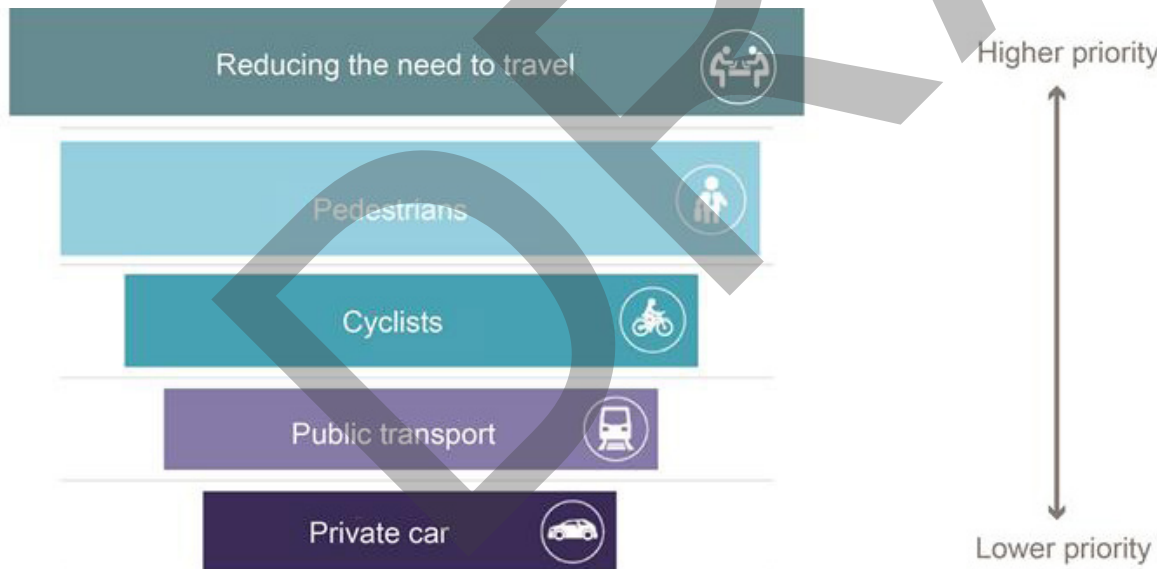 Reducing the need to travel
Higher priority
Pedestrians
Cyclists
Public transport
Private car
Lower priority